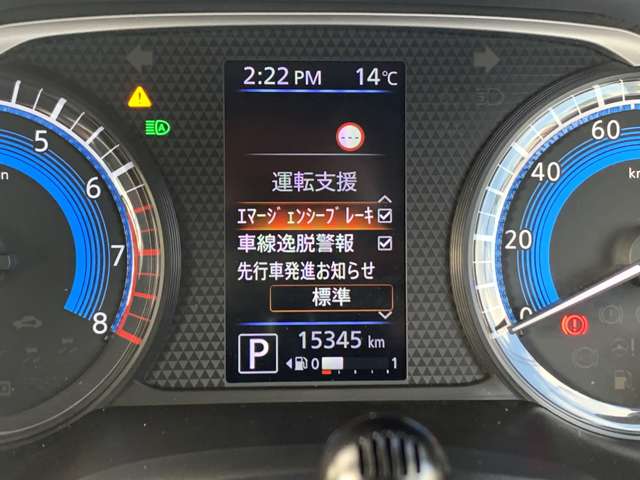 2:22 PM 14℃
---
運転支援
ｴﾏｰｼﾞｪﾝｼｰﾌﾞﾚｰｷ
車線逸脱警報
先行車発進お知らせ
標準
P 15345 km
0 1
5
6
7
8
60
40
20
0
km
A